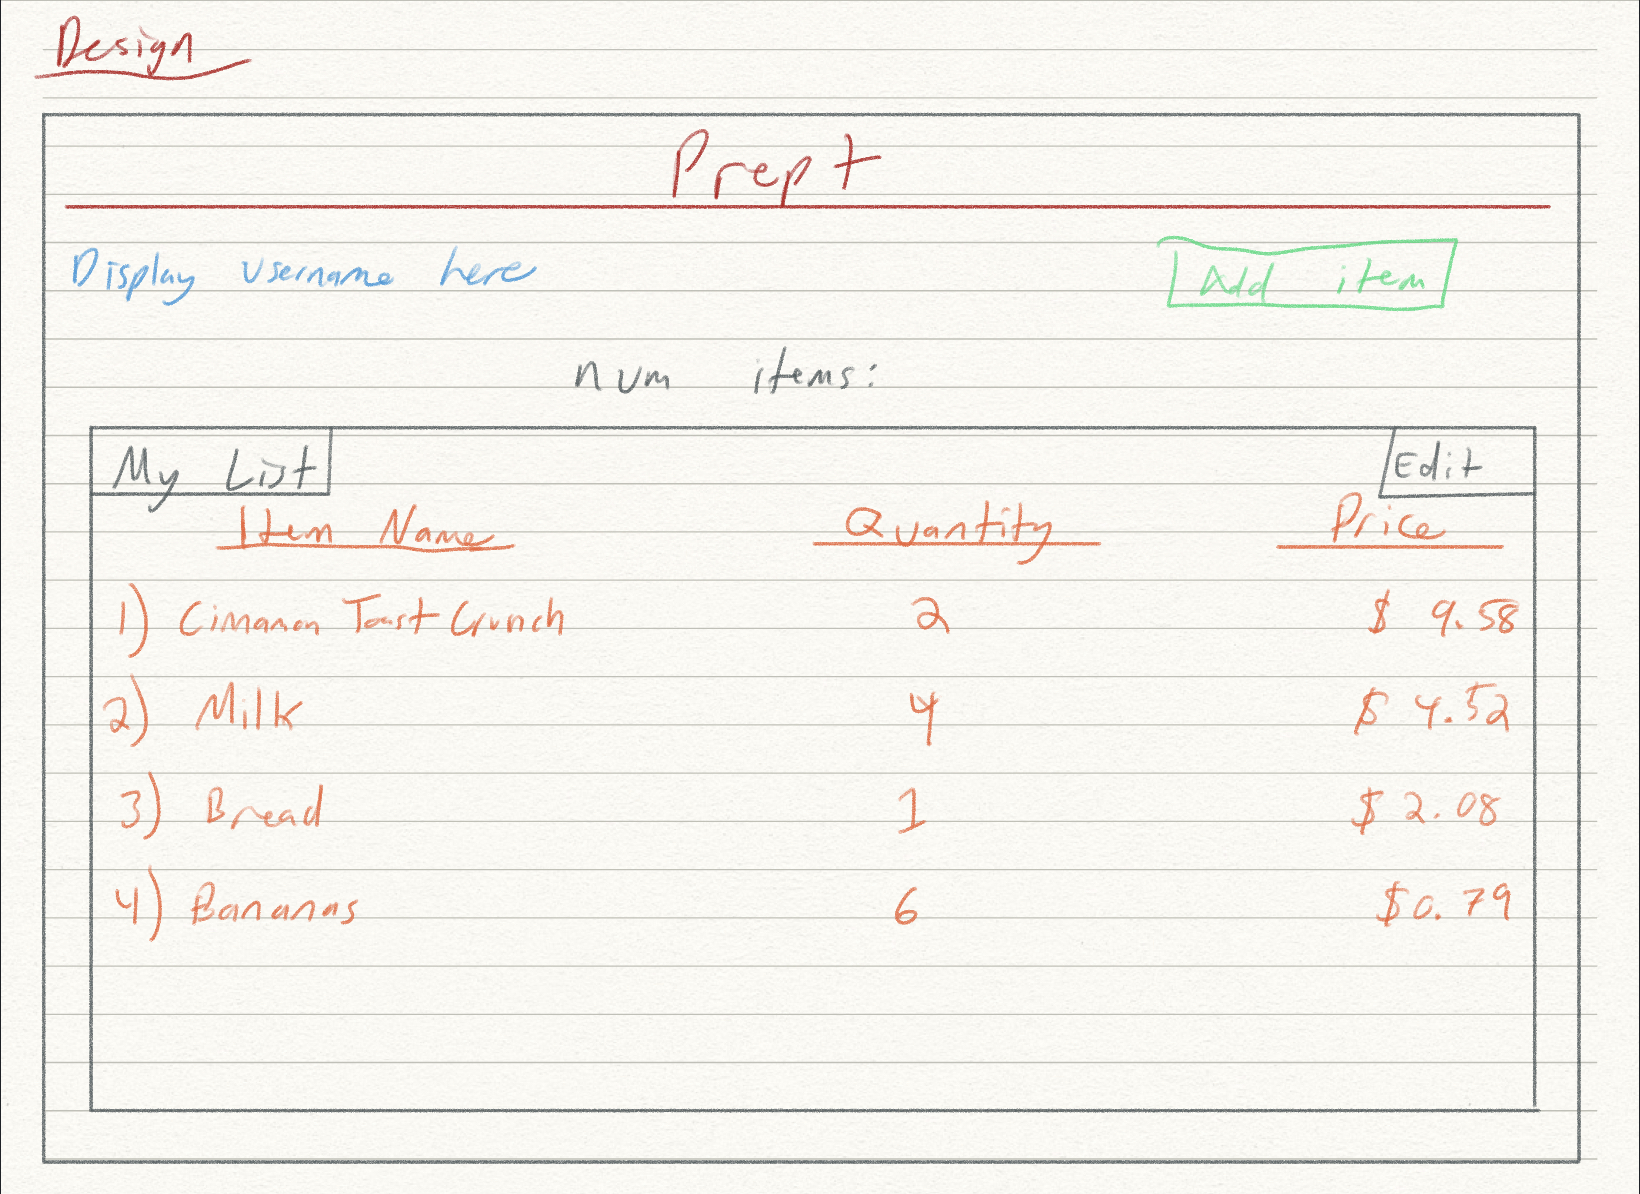 Design
Prept
Display username here Add item
num items:
My List Edit
Item Name Quantity Price
1) Cinnamon Toast Crunch 2 $ 9.58
2) Milk 4 $ 4.52
3) Bread 1 $ 2.08
4) Bananas 6 $0.79